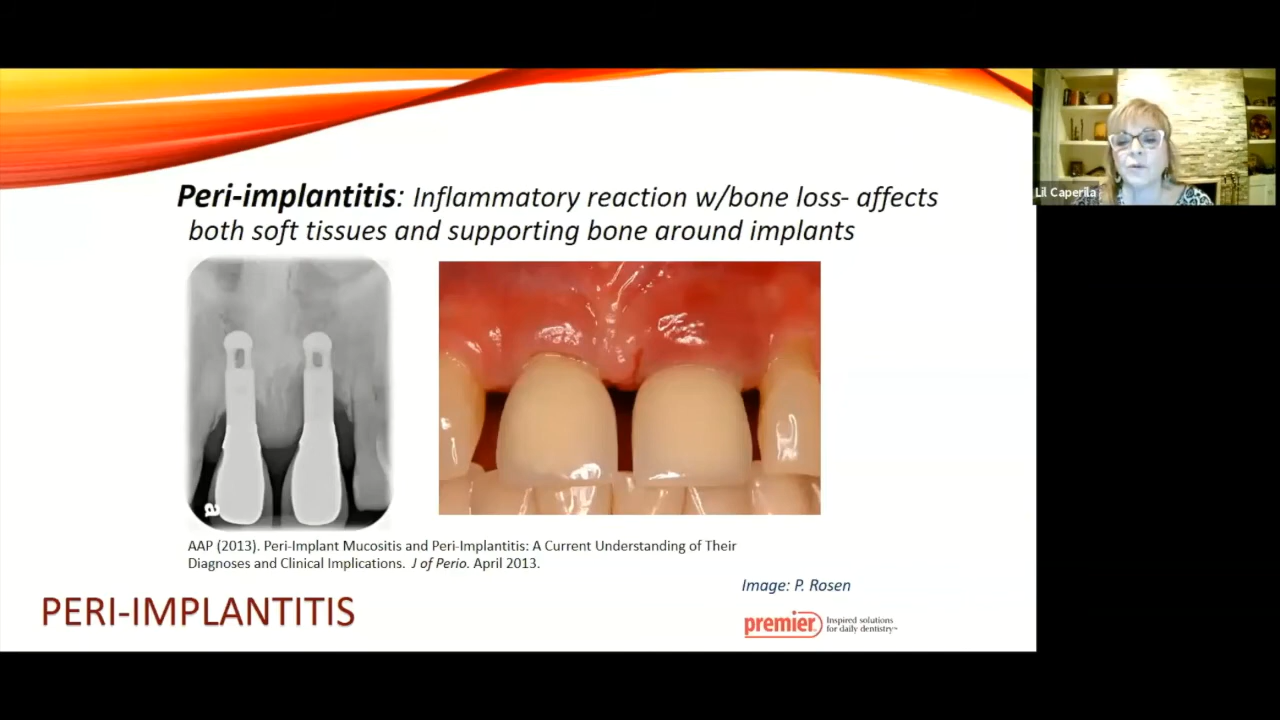 Peri-implantitis: Inflammatory reaction w/bone loss- affects
both soft tissues and supporting bone around implants
Lil Caperila
a
AAP (2013). Peri-Implant Mucositis and Peri-Implantitis: A Current Understanding of Their
Diagnoses and Clinical Implications. J of Perio. April 2013.
Image: P. Rosen
PERI-IMPLANTITIS
premier
Inspired solutions
for daily dentistry™